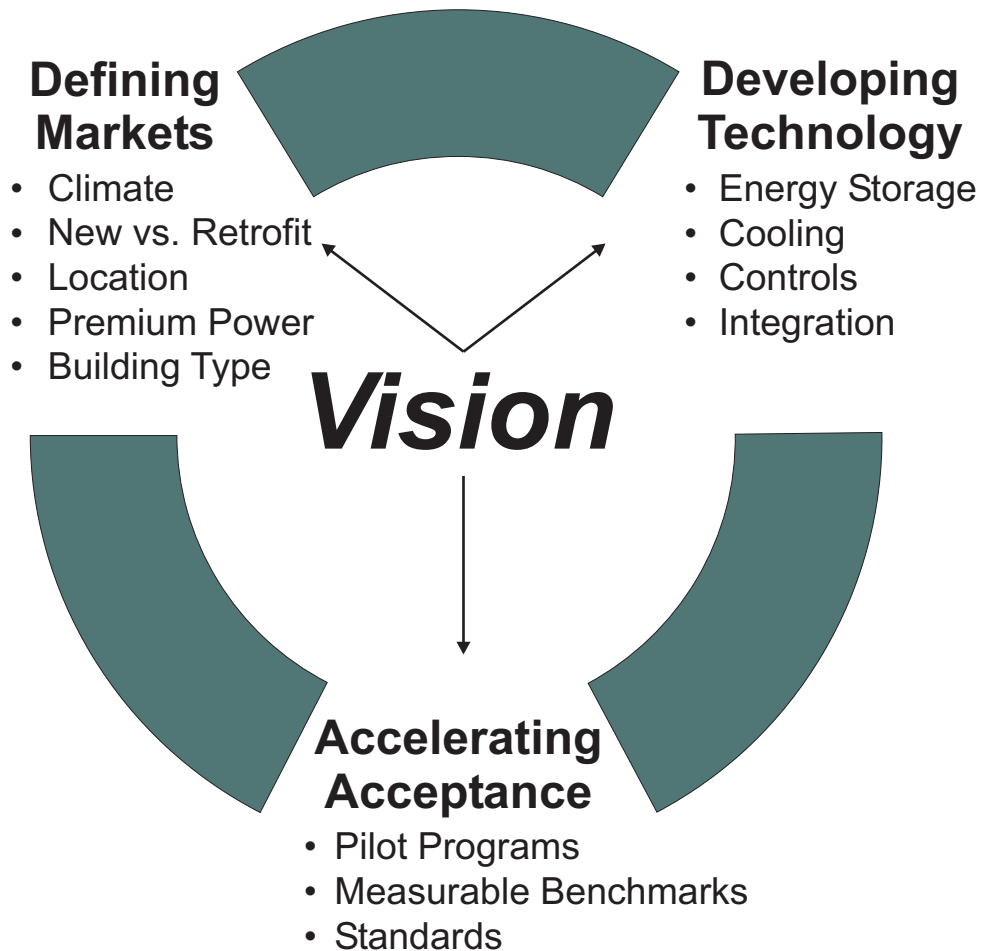 Defining
Markets
• Climate
• New vs. Retrofit
• Location
• Premium Power
• Building Type
Developing
Technology
• Energy Storage
• Cooling
• Controls
• Integration
Vision
Accelerating
Acceptance
• Pilot Programs
• Measurable Benchmarks
• Standards